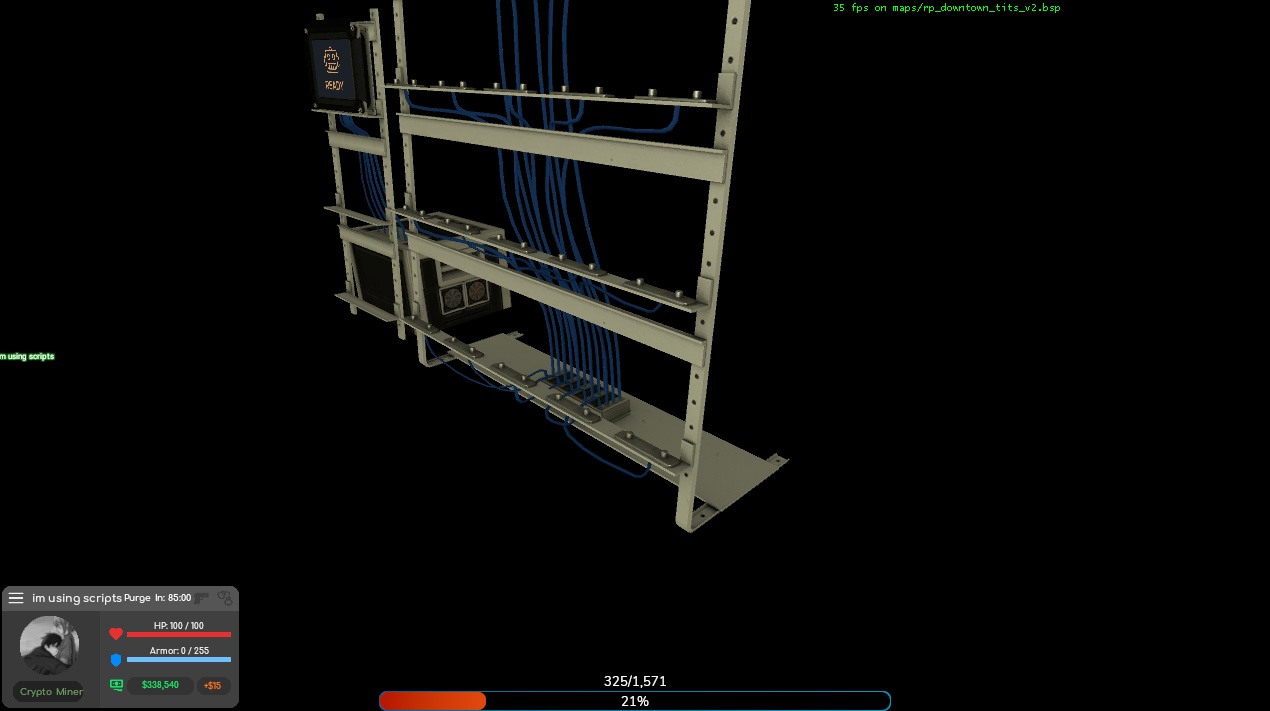 35 fps on maps/rp_downtown_tits_v2.bsp
READY
m using scripts
im using scripts Purge In: 85:00
HP: 100 / 100
Armor: 0 / 255
$338,540 +$15
Crypto Miner
325/1,571
21%